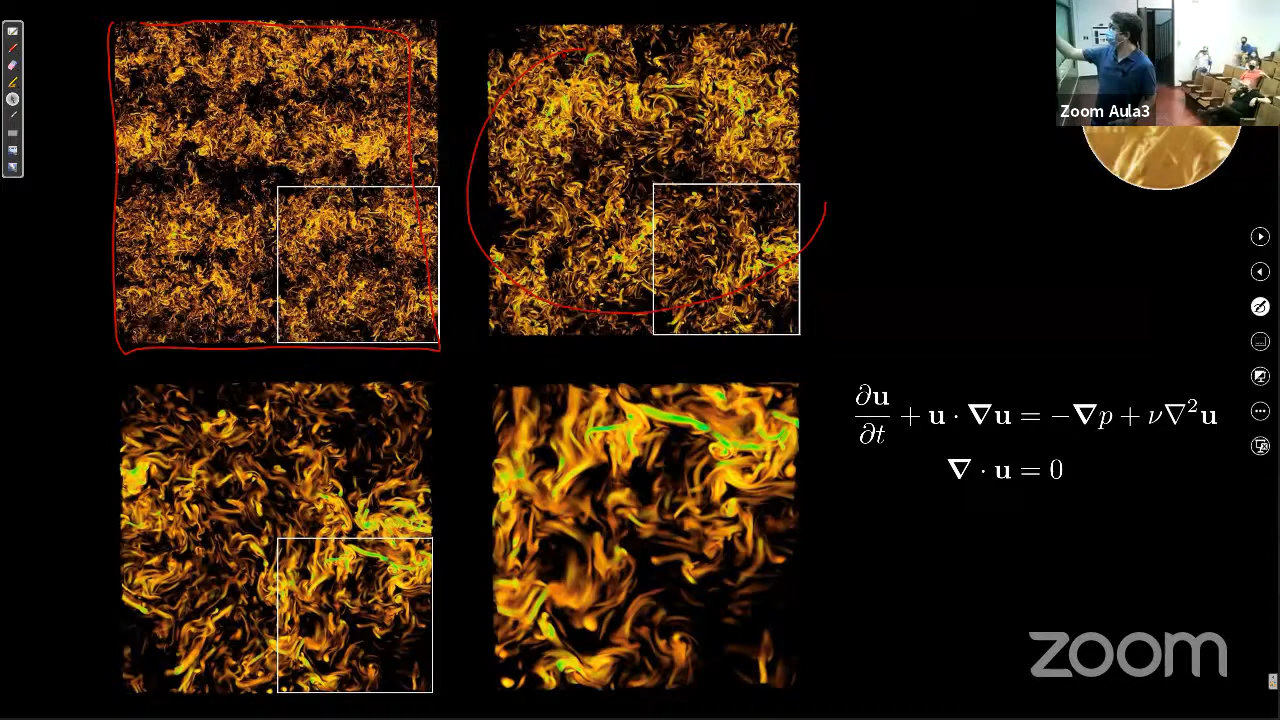 Zoom Aula3
∂u/∂t + u · ∇u = −∇p + ν∇²u
∇ · u = 0
zoom